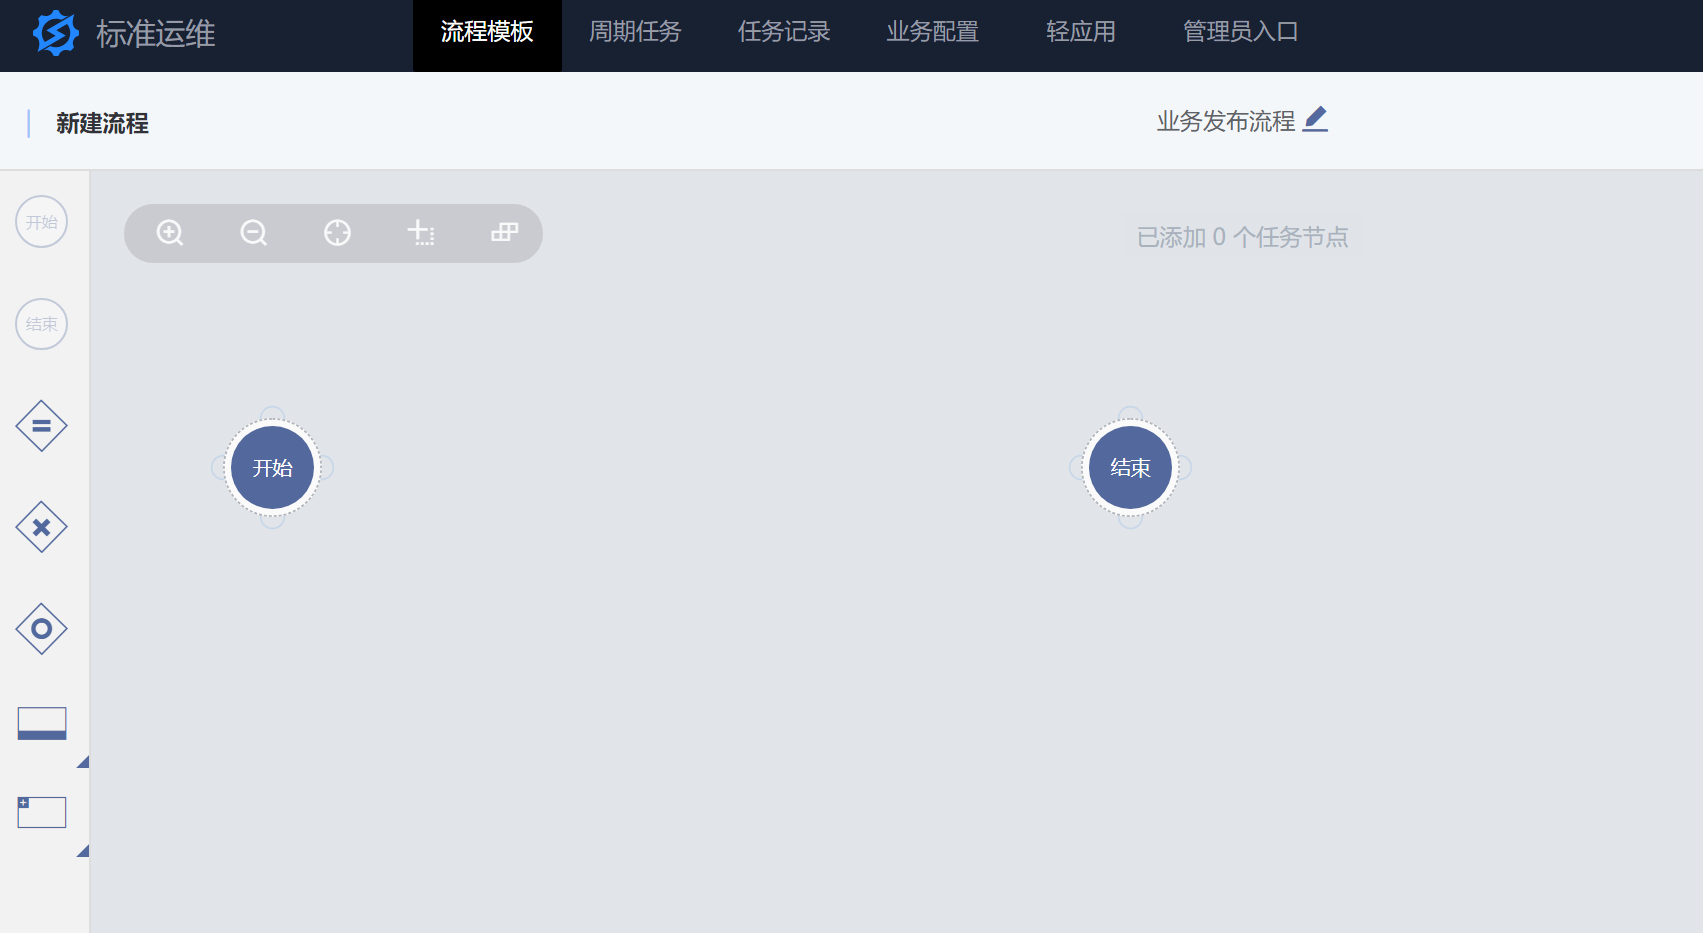 标准运维
流程模板
周期任务
任务记录
业务配置
轻应用
管理员入口
新建流程
业务发布流程
开始
已添加 0 个任务节点
结束
开始
结束